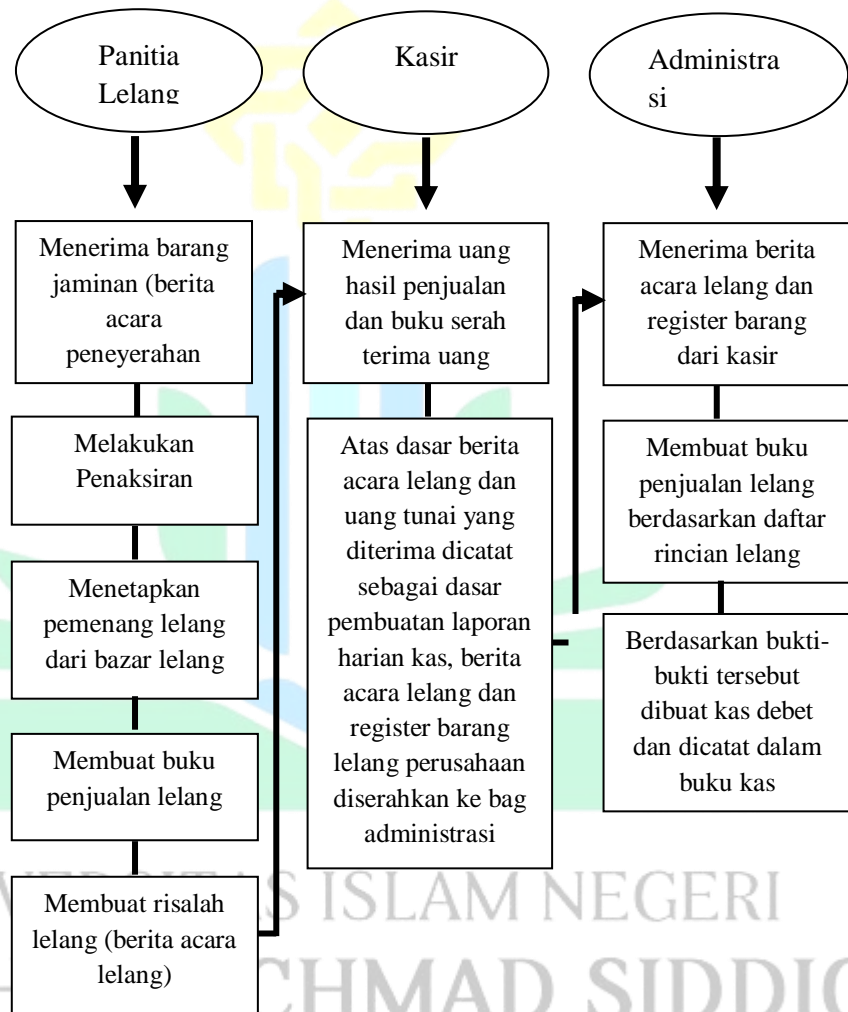 Panitia
Lelang
Kasir
Administra
si
Menerima barang
jaminan (berita
acara
peneyerahan
Melakukan
Penaksiran
Menetapkan
pemenang lelang
dari bazar lelang
Membuat buku
penjualan lelang
Membuat risalah
lelang (berita acara
lelang)
Menerima uang
hasil penjualan
dan buku serah
terima uang
Atas dasar berita
acara lelang dan
uang tunai yang
diterima dicatat
sebagai dasar
pembuatan laporan
harian kas, berita
acara lelang dan
register barang
lelang perusahaan
diserahkan ke bag
administrasi
Menerima berita
acara lelang dan
register barang
dari kasir
Membuat buku
penjualan lelang
berdasarkan daftar
rincian lelang
Berdasarkan bukti-
bukti tersebut
dibuat kas debet
dan dicatat dalam
buku kas
ISLAM NEGERI